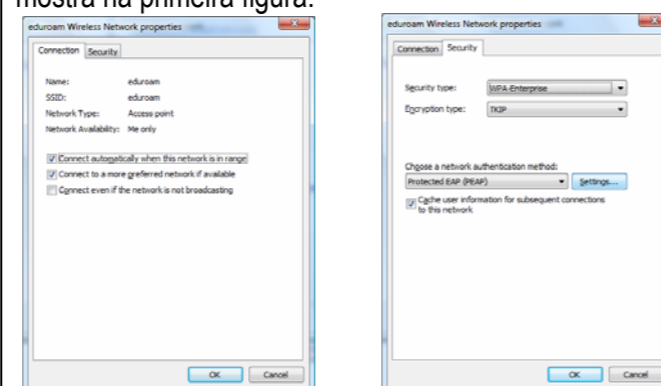 mostra na primeira figura.
eduroam Wireless Network properties
Connection
Security
Name: eduroam
SSID: eduroam
Network Type: Access point
Network Availability: Me only
Connect automatically when this network is in range
Connect to a more preferred network if available
Connect even if the network is not broadcasting
OK
Cancel
eduroam Wireless Network properties
Connection
Security
Security type: WPA-Enterprise
Encryption type: TKIP
Choose a network authentication method:
Protected EAP (PEAP)
Settings...
Cache user information for subsequent connections
to this network
OK
Cancel